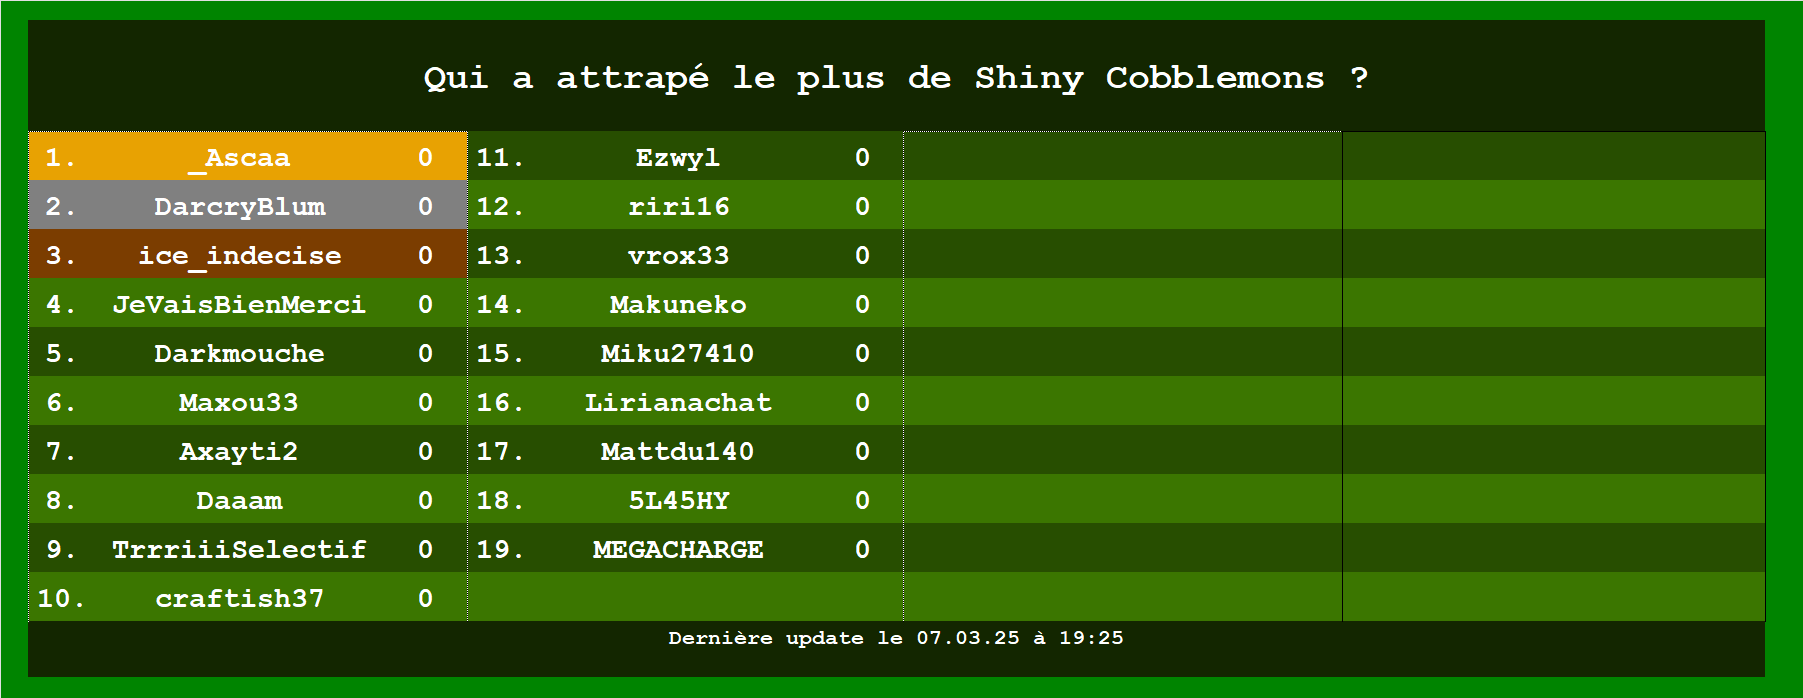 Qui a attrapé le plus de Shiny Cobblemons ?
1. _Ascaa 0 11. Ezwyl 0
2. DarcryBlum 0 12. riri16 0
3. ice_indecise 0 13. vrox33 0
4. JeVaisBienMerci 0 14. Makuneko 0
5. Darkmouche 0 15. Miku27410 0
6. Maxou33 0 16. Lirianachat 0
7. Axayti2 0 17. Mattdu140 0
8. Daaam 0 18. 5L45HY 0
9. TrrriiiSelectif 0 19. MEGACHARGE 0
10. craftish37 0
Dernière update le 07.03.25 à 19:25